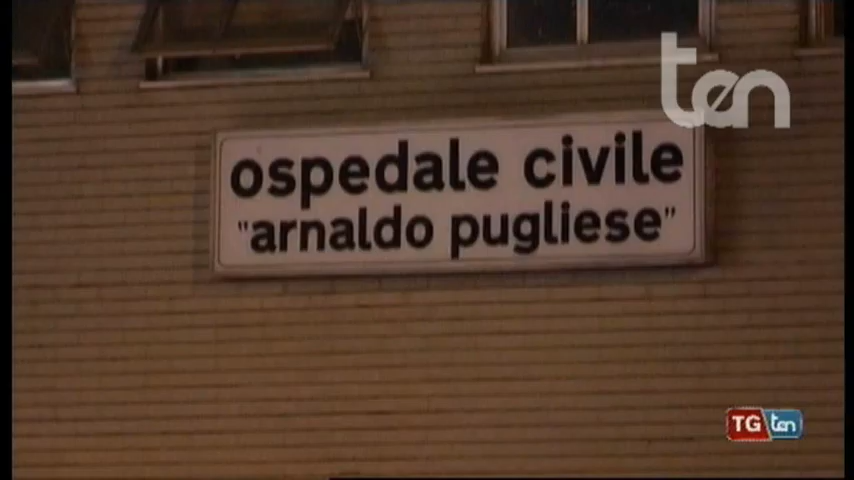 ten
ospedale civile
"arnaldo pugliese"
TG ten